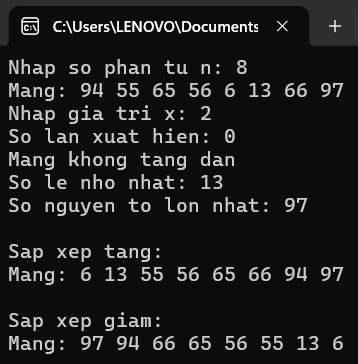 C:\Users\LENOVO\Documents
Nhap so phan tu n: 8
Mang: 94 55 65 56 6 13 66 97
Nhap gia tri x: 2
So lan xuat hien: 0
Mang khong tang dan
So le nho nhat: 13
So nguyen to lon nhat: 97
Sap xep tang:
Mang: 6 13 55 56 65 66 94 97
Sap xep giam:
Mang: 97 94 66 65 56 55 13 6